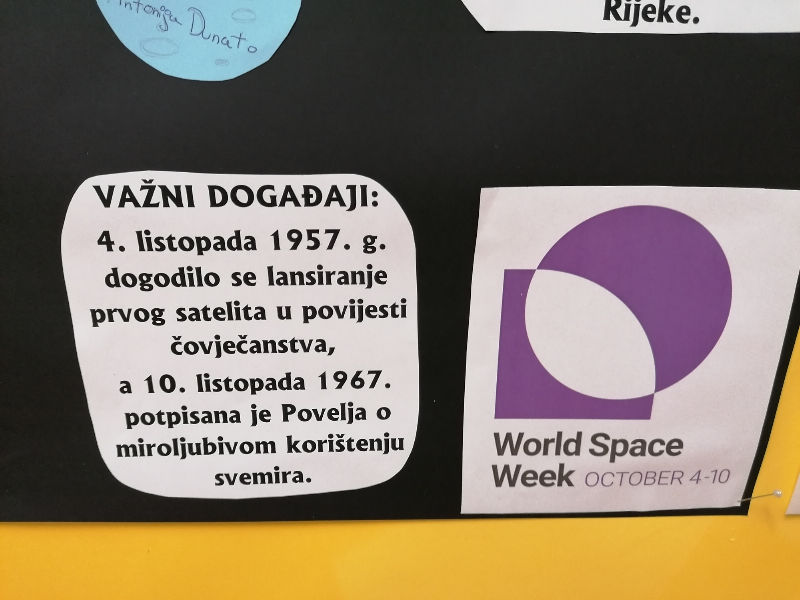 Dunato
Rijeke.
VAŽNI DOGAĐAJI:
4. listopada 1957. g.
dogodilo se lansiranje
prvog satelita u povijesti
čovječanstva,
a 10. listopada 1967.
potpisana je Povelja o
miroljubivom korištenju
svemira.
World Space
Week OCTOBER 4-10